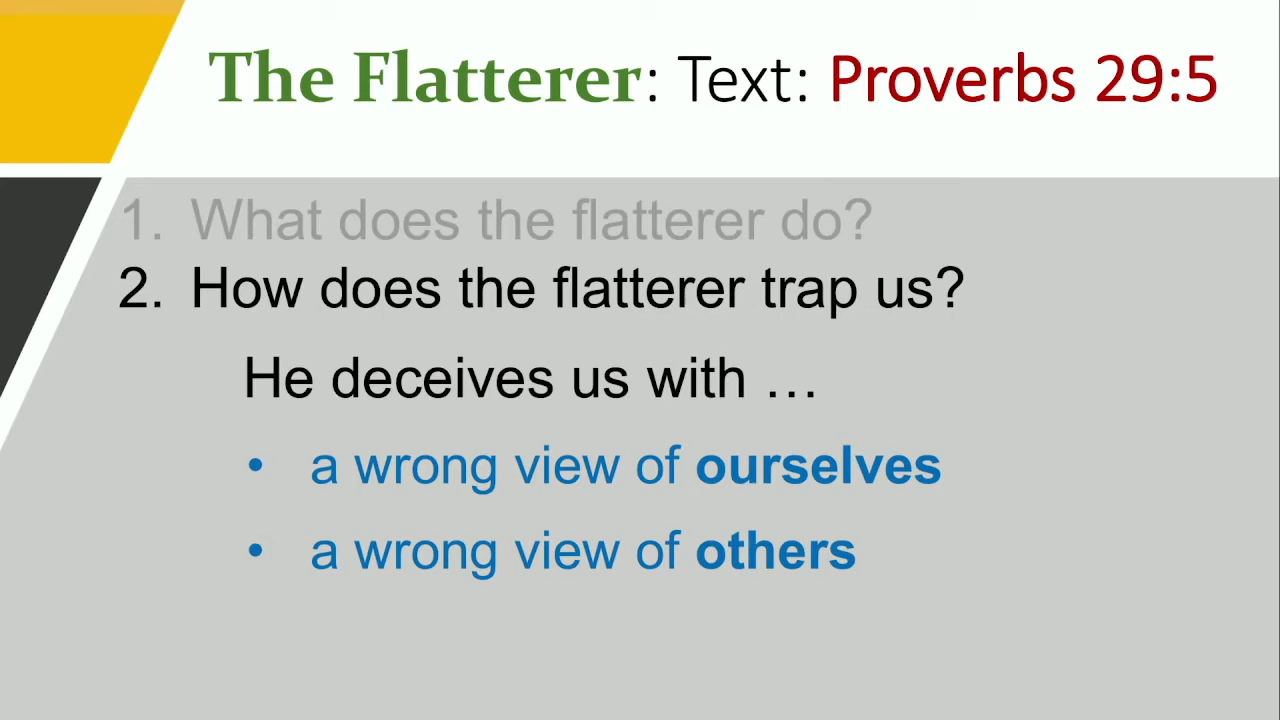 The Flatterer: Text: Proverbs 29:5
1. What does the flatterer do?
2. How does the flatterer trap us?
He deceives us with …
• a wrong view of ourselves
• a wrong view of others